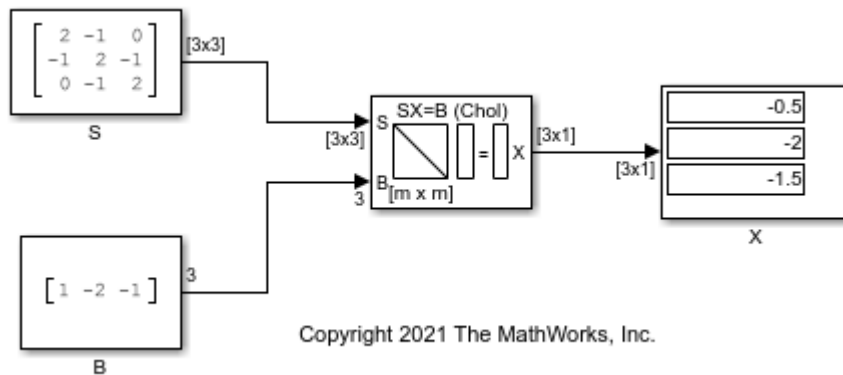 2 -1 0
-1 2 -1
0 -1 2
[3x3]
S
SX=B (Chol)
S
[3x3]
= X
B
3
[m x m]
[3x1]
[3x1]
-0.5
-2
-1.5
X
[1 -2 -1]
3
B
Copyright 2021 The MathWorks, Inc.